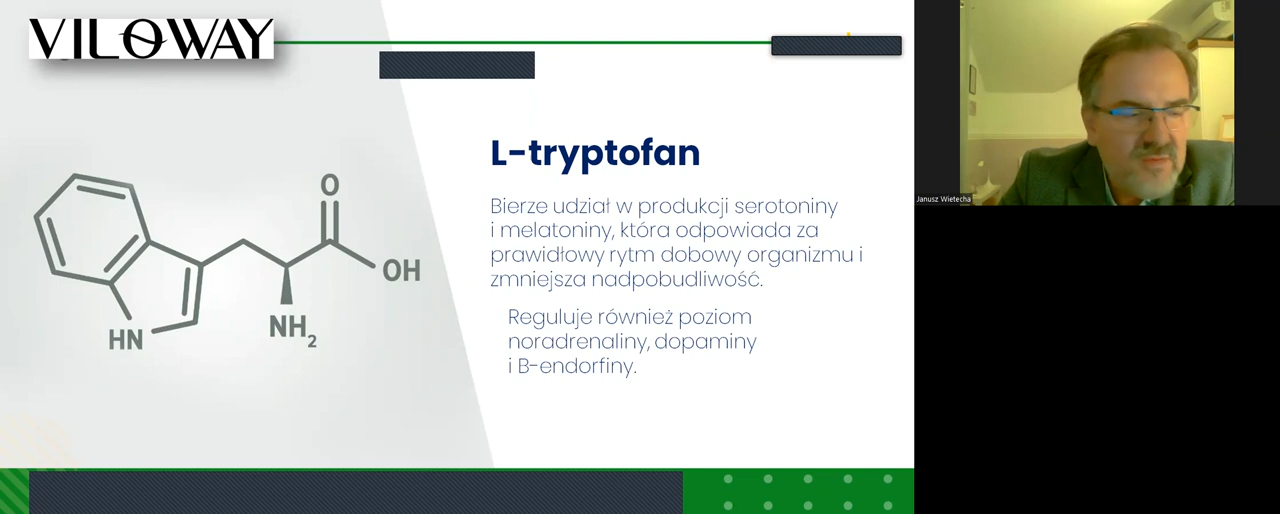 VILOWAY
L-tryptofan
Bierze udział w produkcji serotoniny
i melatoniny, która odpowiada za
prawidłowy rytm dobowy organizmu i
zmniejsza nadpobudliwość.
Reguluje również poziom
noradrenaliny, dopaminy
i B-endorfiny.
O
OH
NH2
HN
Janusz Wietecha